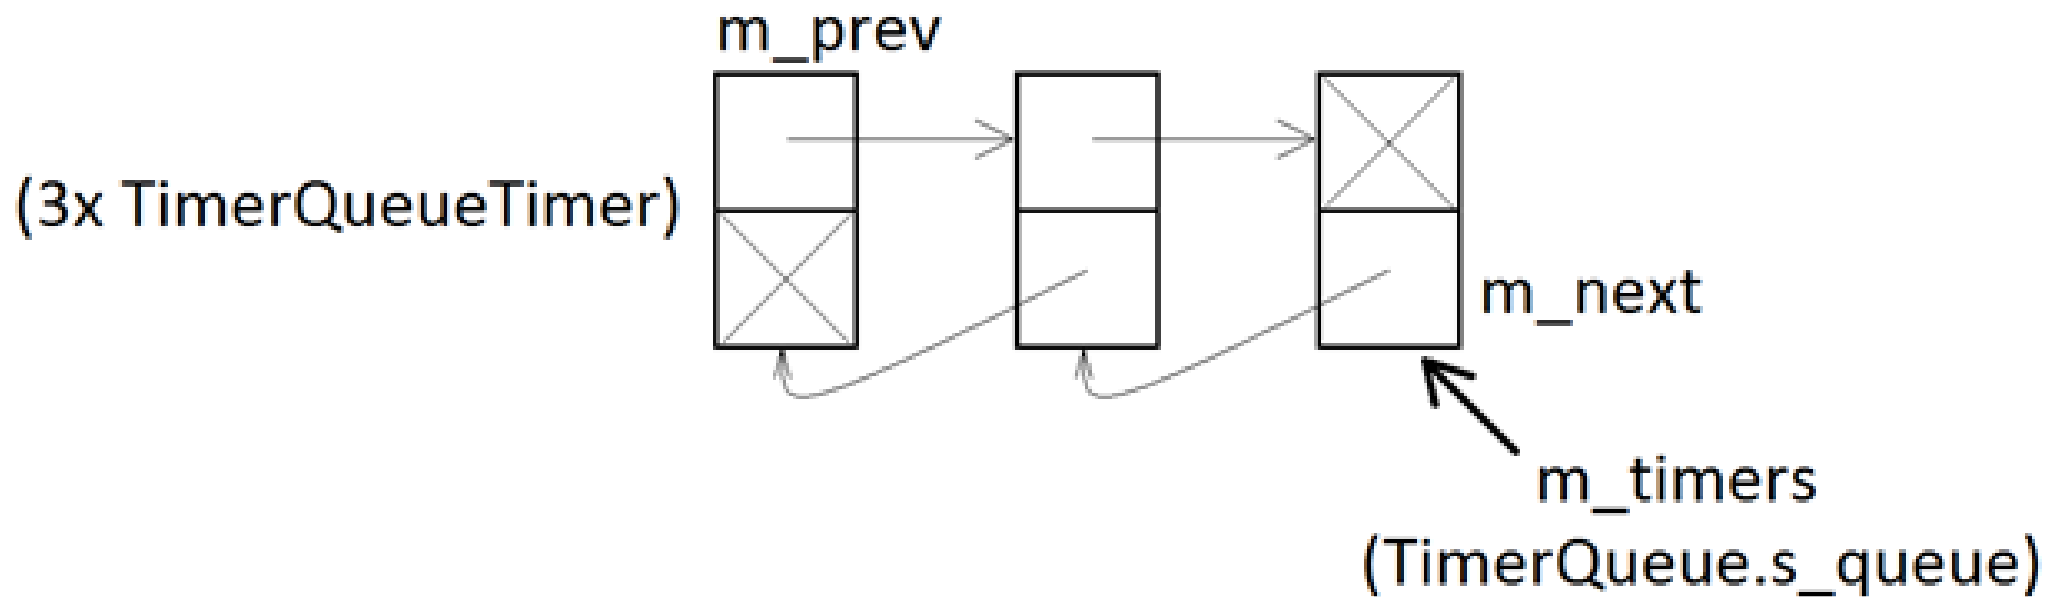 m_prev
(3x TimerQueueTimer)
m_next
m_timers
(TimerQueue.s_queue)